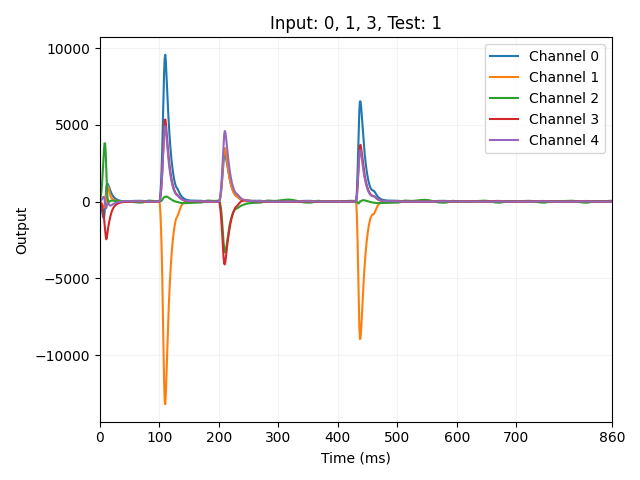 Input: 0, 1, 3, Test: 1
10000
5000
0
−5000
−10000
Output
Channel 0
Channel 1
Channel 2
Channel 3
Channel 4
0 100 200 300 400 500 600 700 860
Time (ms)